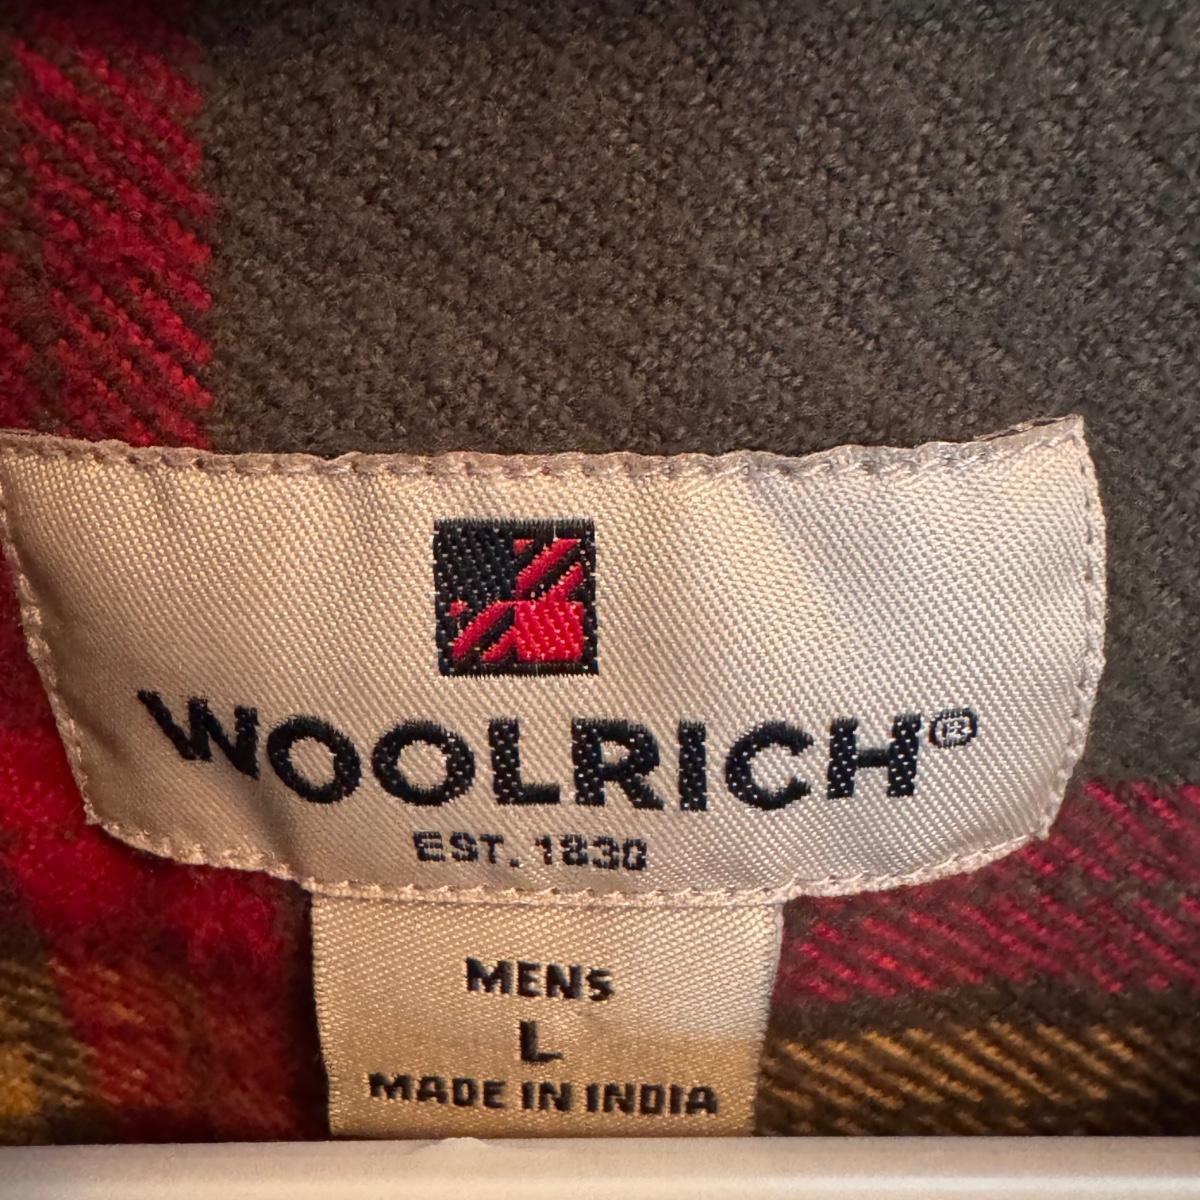 WOOLRICH®
EST. 1830
MENS
L
MADE IN INDIA